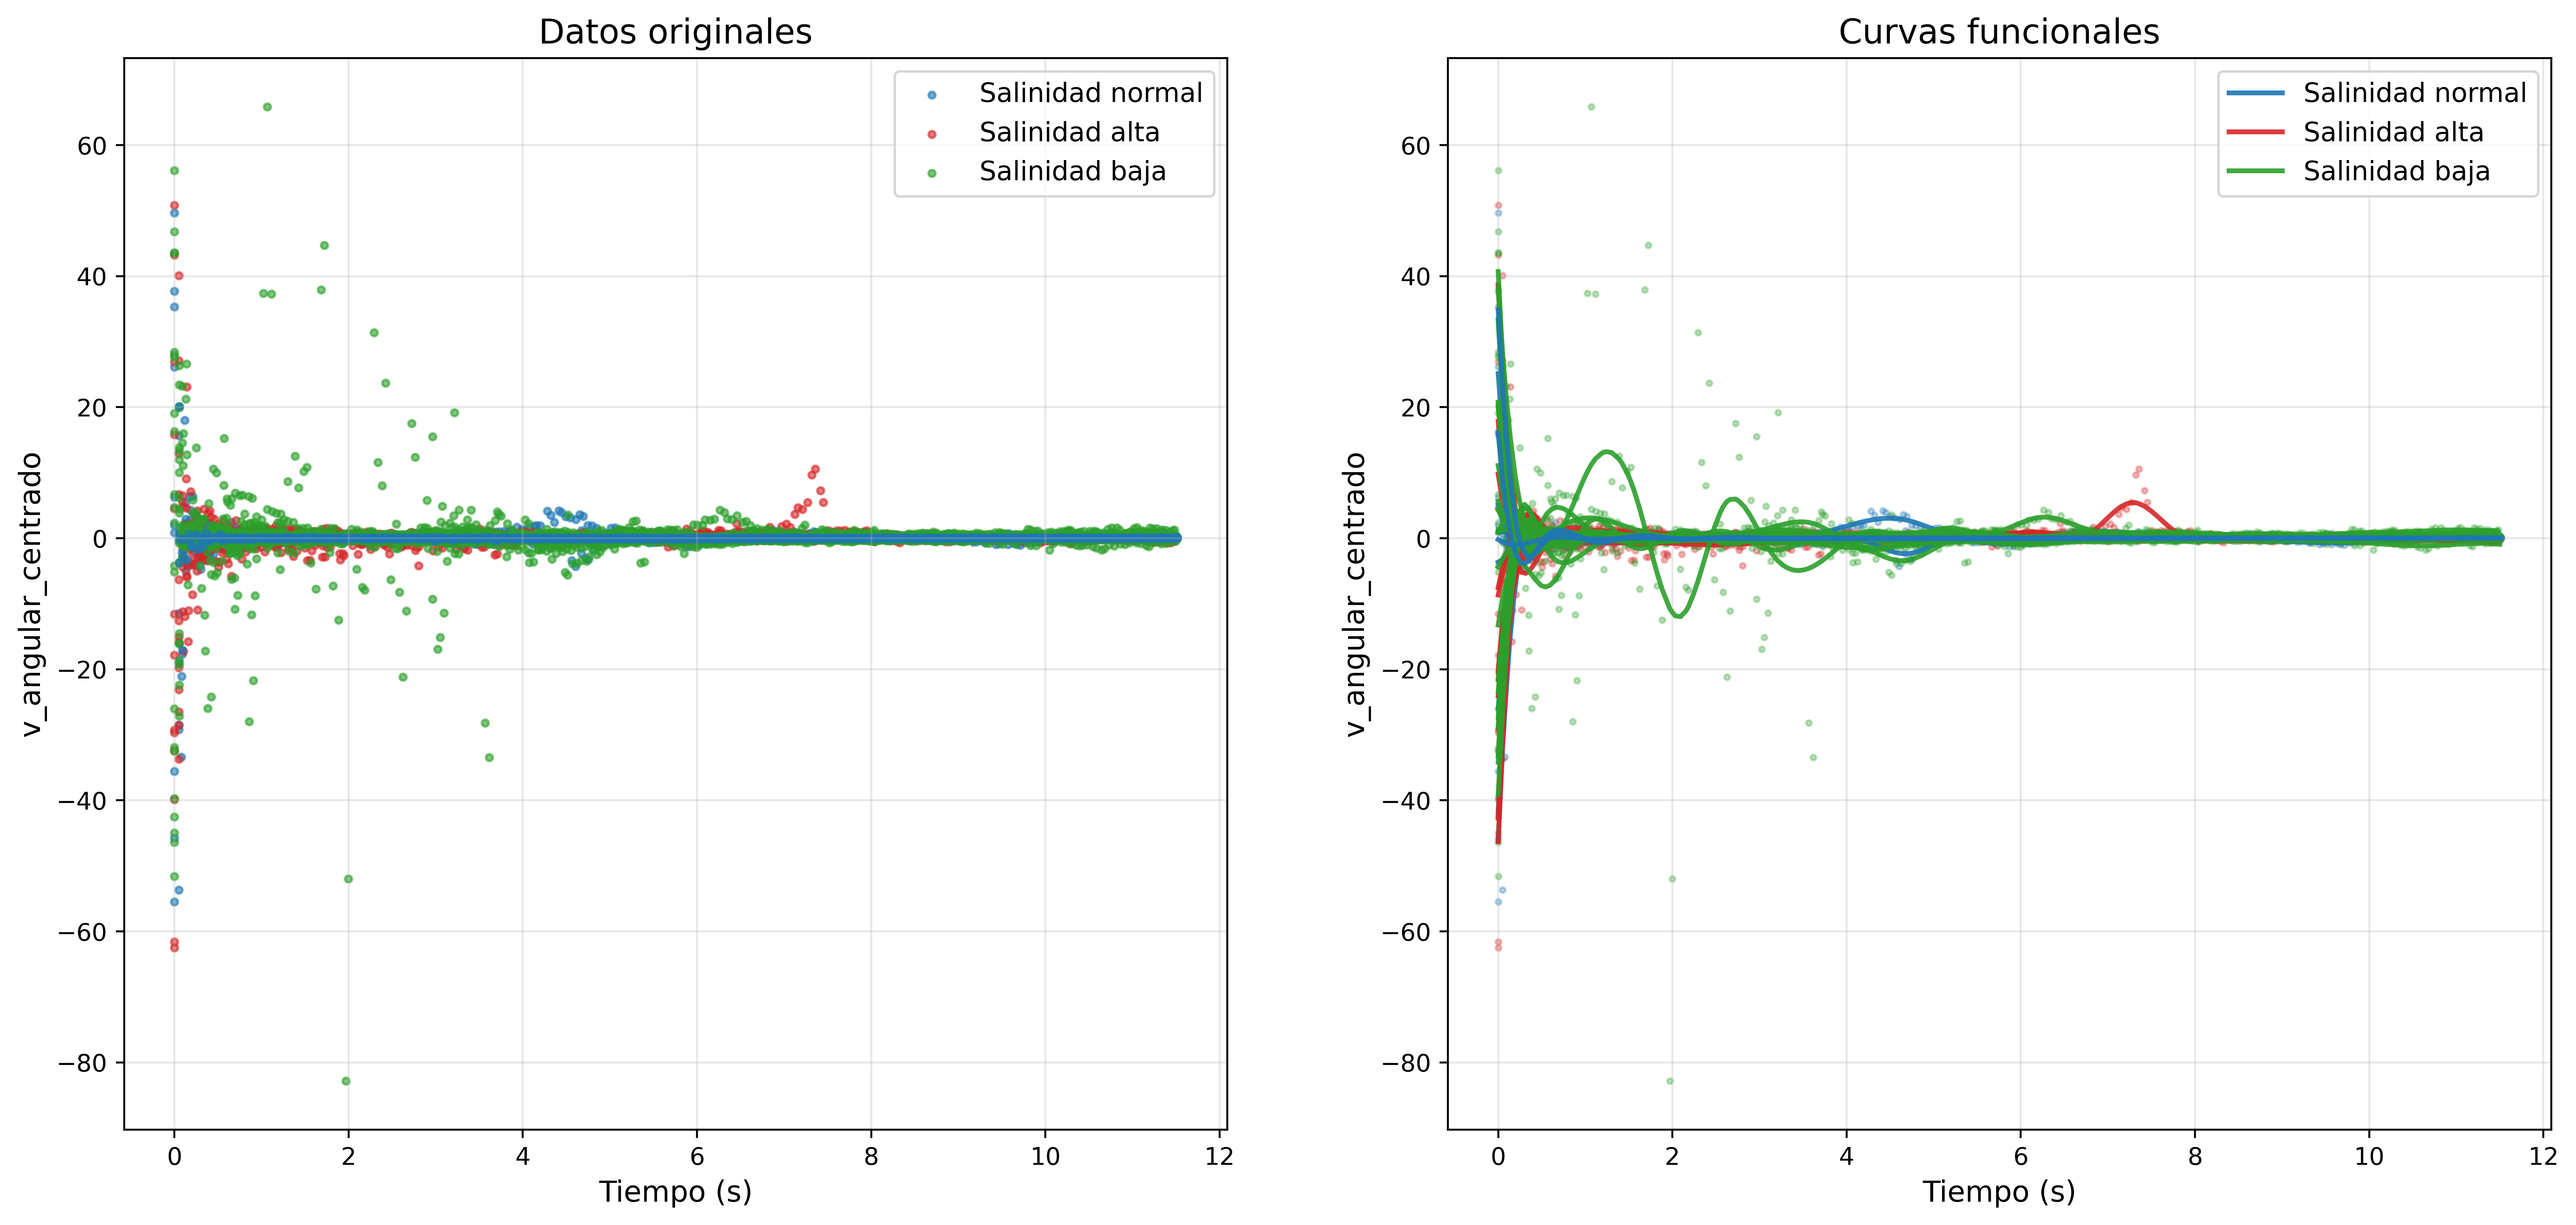 Datos originales
60
40
20
0
−20
−40
−60
−80
v_angular_centrado
Salinidad normal
Salinidad alta
Salinidad baja
0 2 4 6 8 10 12
Tiempo (s)
Curvas funcionales
60
40
20
0
−20
−40
−60
−80
v_angular_centrado
Salinidad normal
Salinidad alta
Salinidad baja
0 2 4 6 8 10 12
Tiempo (s)